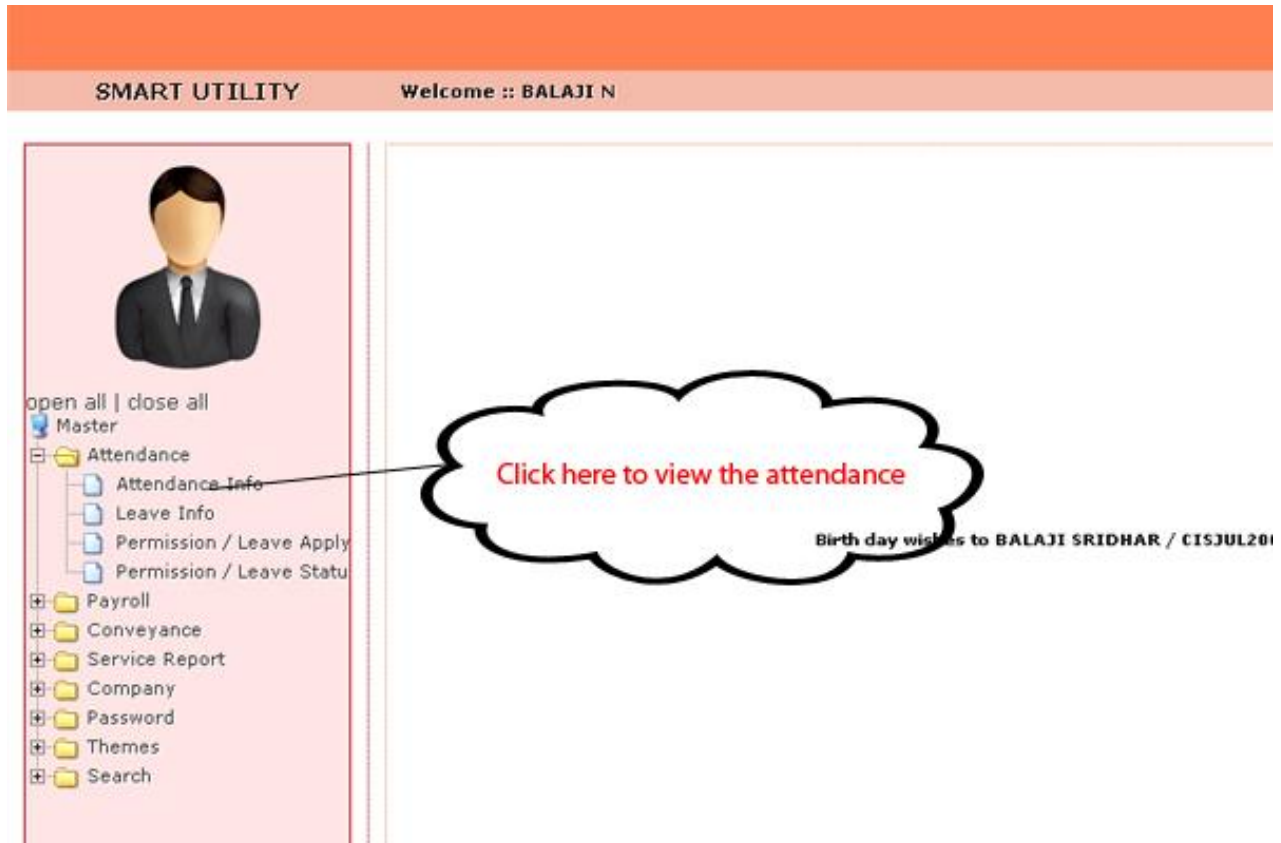 SMART UTILITY Welcome :: BALAJI N
open all | close all
Master
Attendance
Attendance Info
Leave Info
Permission / Leave Apply
Permission / Leave Statu
Payroll
Conveyance
Service Report
Company
Password
Themes
Search
Click here to view the attendance
Birth day wishes to BALAJI SRIDHAR /